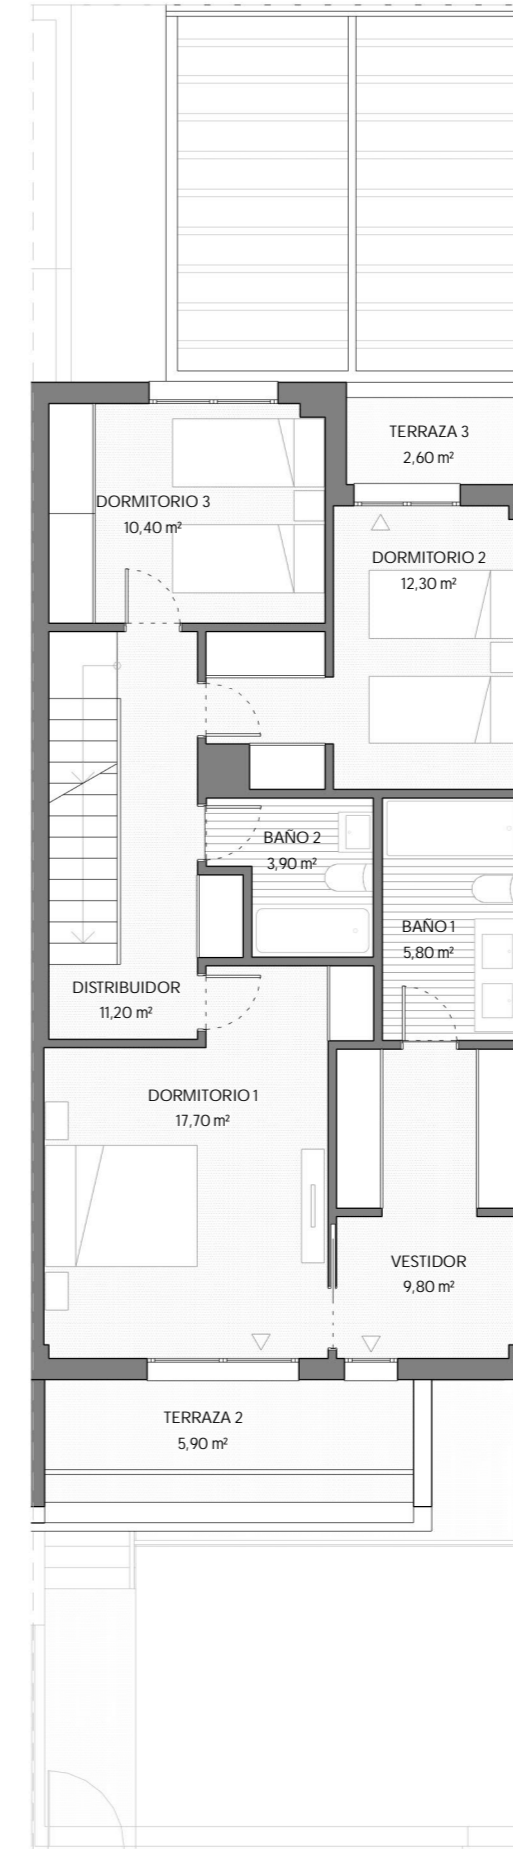 TERRAZA 3
2,60 m²
DORMITORIO 3
10,40 m²
DORMITORIO 2
12,30 m²
BAÑO 2
3,90 m²
BAÑO 1
5,80 m²
DISTRIBUIDOR
11,20 m²
DORMITORIO 1
17,70 m²
VESTIDOR
9,80 m²
TERRAZA 2
5,90 m²